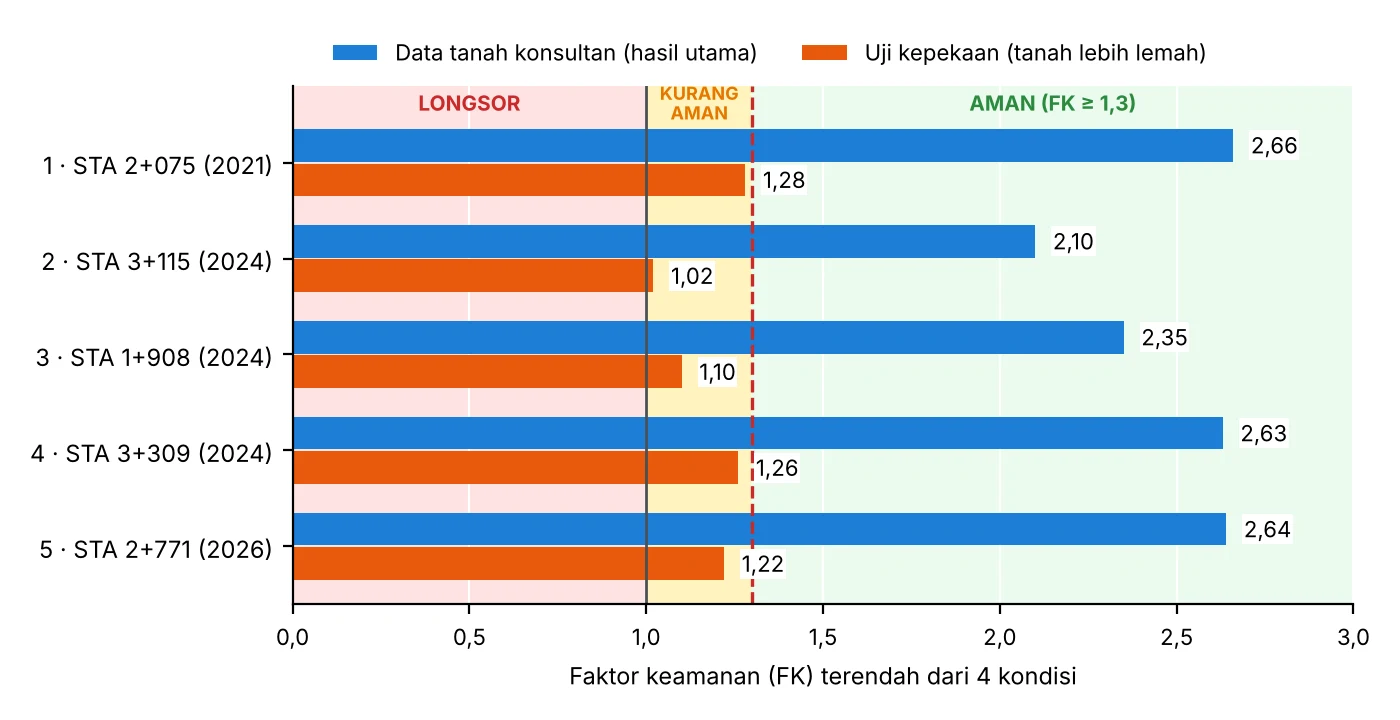 Data tanah konsultan (hasil utama) Uji kepekaan (tanah lebih lemah)
LONGSOR
KURANG
AMAN
AMAN (FK ≥ 1,3)
1 · STA 2+075 (2021)
2,66
1,28
2 · STA 3+115 (2024)
2,10
1,02
3 · STA 1+908 (2024)
2,35
1,10
4 · STA 3+309 (2024)
2,63
1,26
5 · STA 2+771 (2026)
2,64
1,22
0,0 0,5 1,0 1,5 2,0 2,5 3,0
Faktor keamanan (FK) terendah dari 4 kondisi